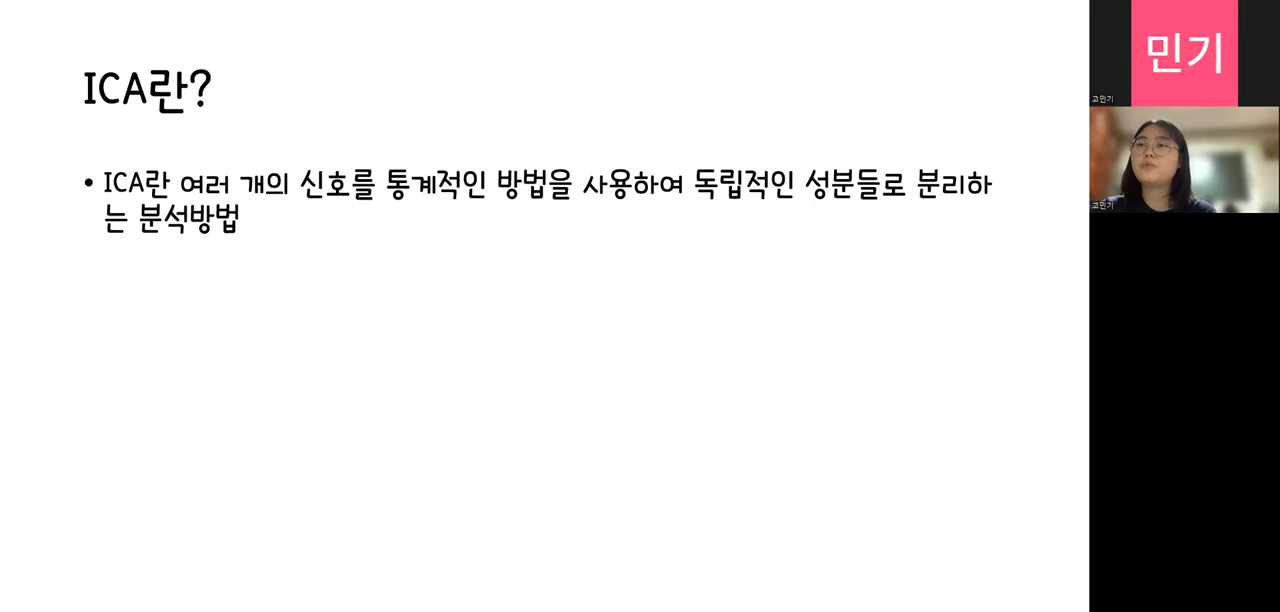 ICA란?
• ICA란 여러 개의 신호를 통계적인 방법을 사용하여 독립적인 성분들로 분리하
는 분석방법
민기
고민기
고민기